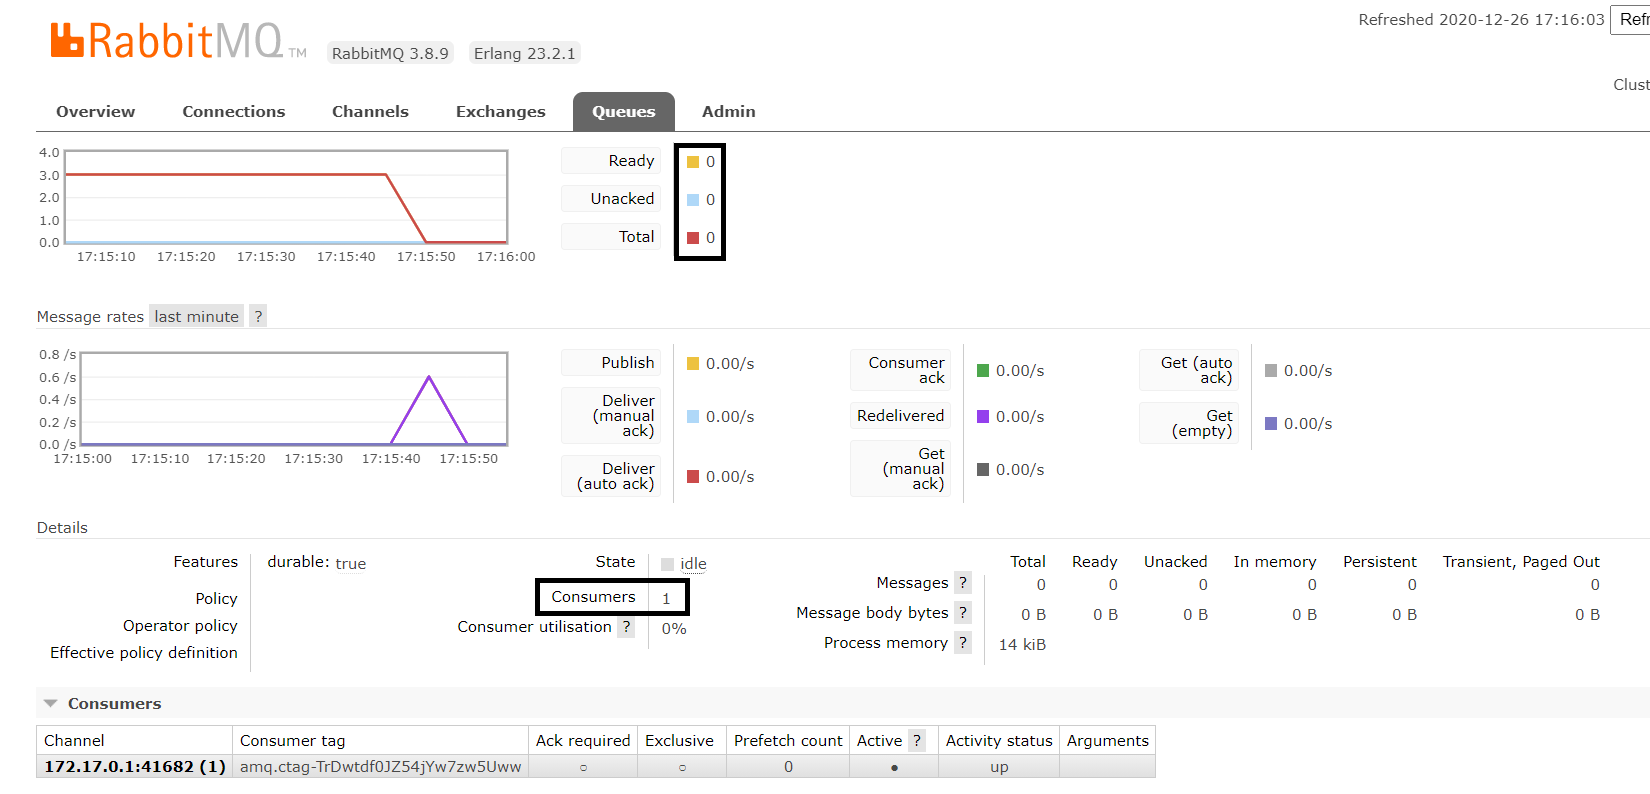 Refreshed 2020-12-26 17:16:03 Refr
RabbitMQ TM RabbitMQ 3.8.9 Erlang 23.2.1
Clust
Overview Connections Channels Exchanges Queues Admin
4.0
3.0
2.0
1.0
0.0
17:15:10 17:15:20 17:15:30 17:15:40 17:15:50 17:16:00
Ready 0
Unacked 0
Total 0
Message rates last minute ?
0.8 /s
0.6 /s
0.4 /s
0.2 /s
0.0 /s
17:15:00 17:15:10 17:15:20 17:15:30 17:15:40 17:15:50
Publish 0.00/s
Deliver
(manual
ack) 0.00/s
Deliver
(auto ack) 0.00/s
Consumer
ack 0.00/s
Redelivered 0.00/s
Get
(manual
ack) 0.00/s
Get (auto
ack) 0.00/s
Get
(empty) 0.00/s
Details
Features durable: true
Policy
Operator policy
Effective policy definition
State idle
Consumers 1
Consumer utilisation ? 0%
Total Ready Unacked In memory Persistent Transient, Paged Out
Messages ? 0 0 0 0 0 0
Message body bytes ? 0 B 0 B 0 B 0 B 0 B 0 B
Process memory ? 14 kiB
Consumers
Channel Consumer tag Ack required Exclusive Prefetch count Active ? Activity status Arguments
172.17.0.1:41682 (1) amq.ctag-TrDwtdf0JZ54jYw7zw5Uww ○ ○ 0 ● up